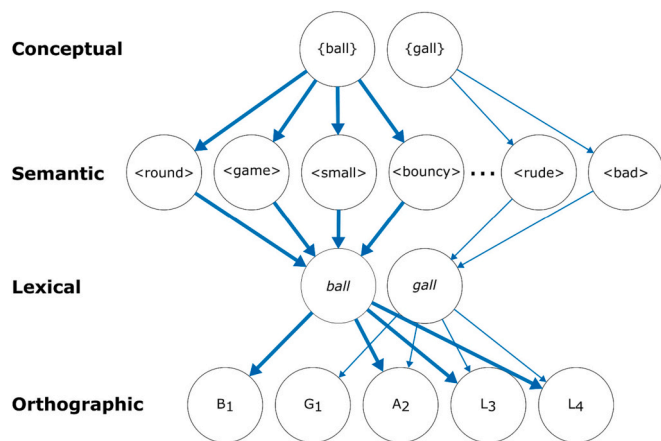 Conceptual {ball} {gall}
Semantic <round> <game> <small> <bouncy> ... <rude> <bad>
Lexical ball gall
Orthographic B1 G1 A2 L3 L4